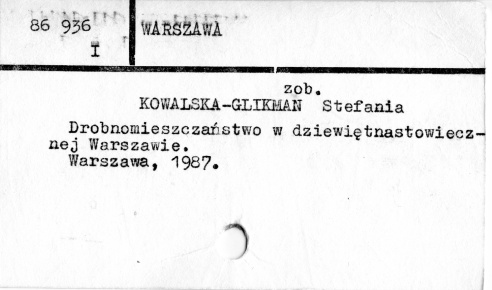 86 936
I
WARSZAWA
zob.
KOWALSKA-GLIKMAN Stefania
Drobnomieszczaństwo w dziewiętnastowiecz-
nej Warszawie.
Warszawa, 1987.